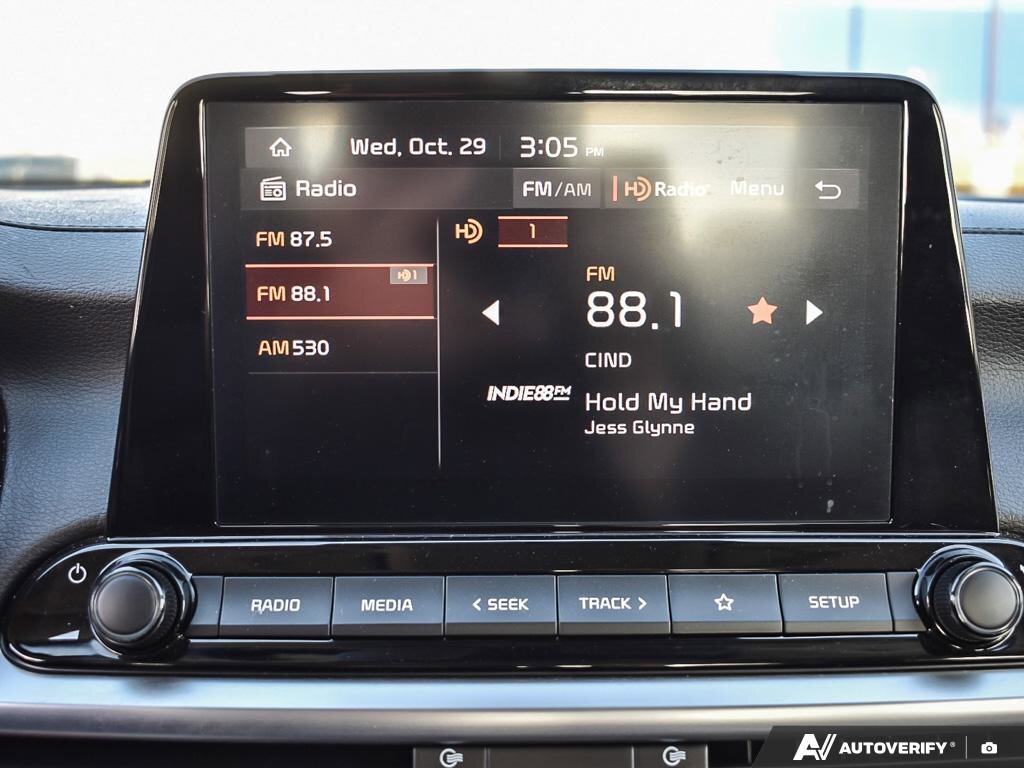 Wed, Oct. 29 3:05 PM
Radio FM/AM HD Radio Menu
FM 87.5
HD 1
HD1
FM 88.1
AM 530
FM
88.1
CIND
INDIE88FM
Hold My Hand
Jess Glynne
RADIO MEDIA < SEEK TRACK > SETUP
AUTOVERIFY®